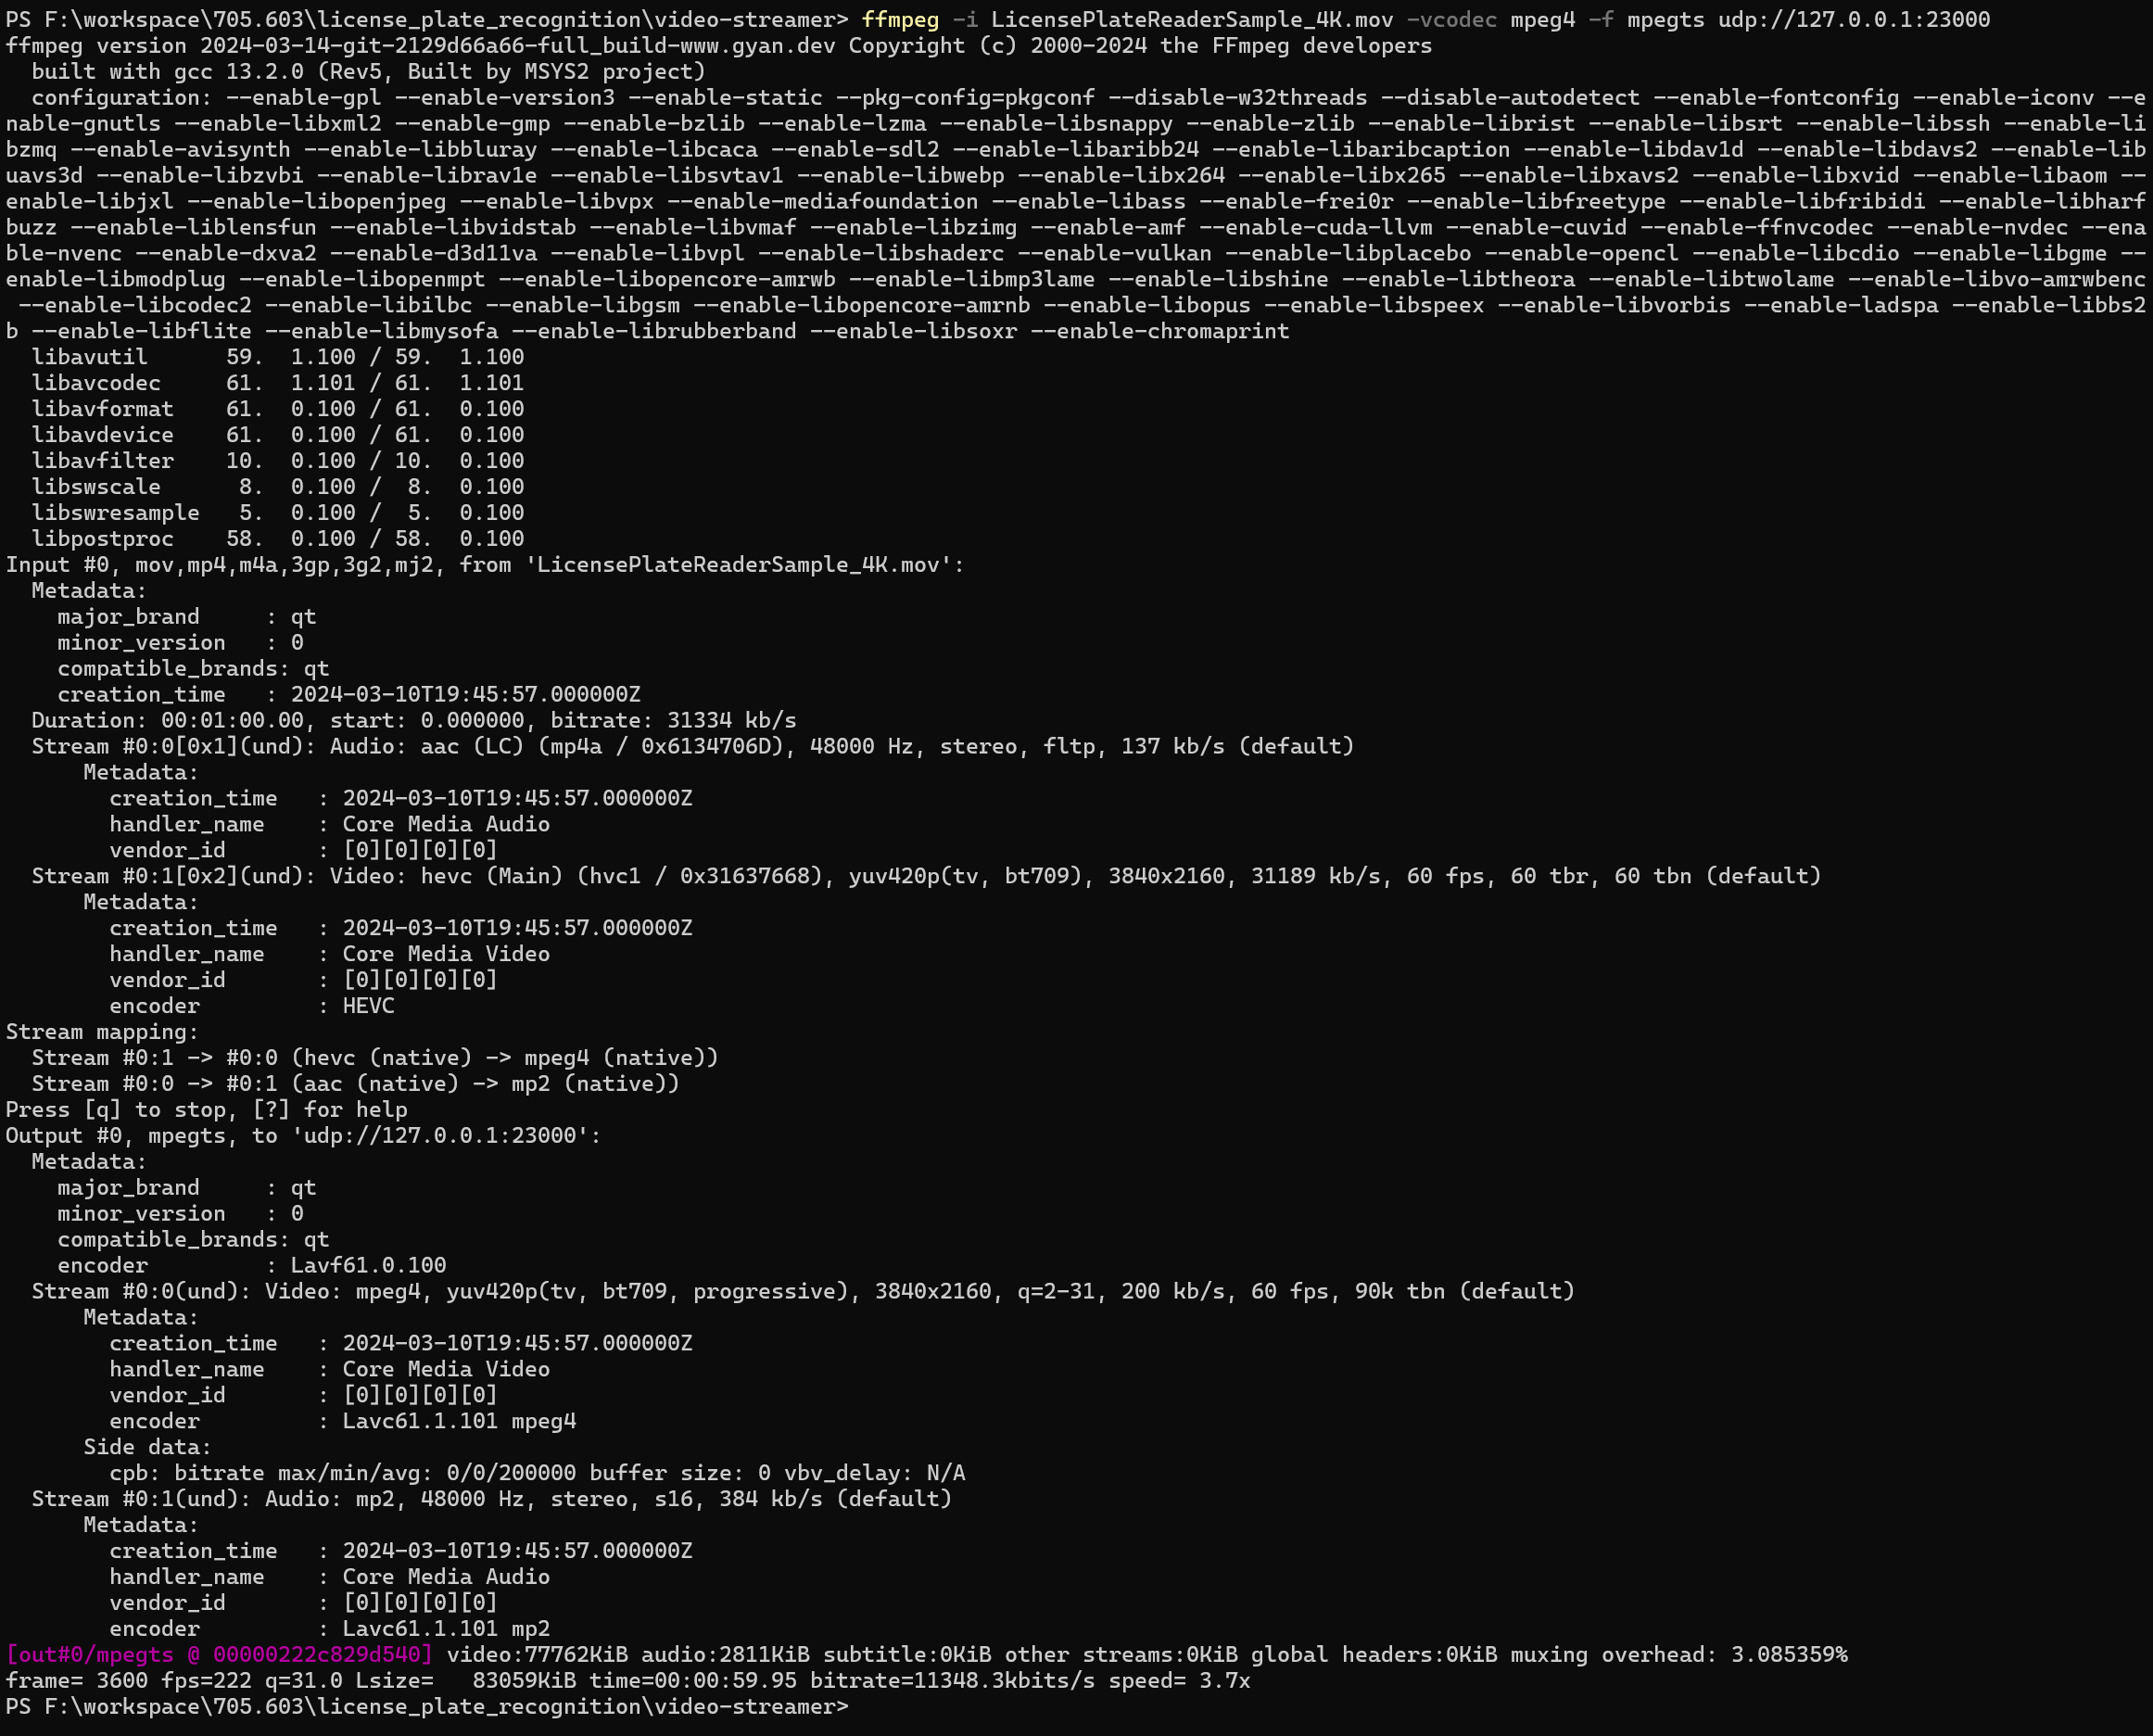 PS F:\workspace\705.603\license_plate_recognition\video-streamer> ffmpeg -i LicensePlateReaderSample_4K.mov -vcodec mpeg4 -f mpegts udp://127.0.0.1:23000
ffmpeg version 2024-03-14-git-2129d66a66-full_build-www.gyan.dev Copyright (c) 2000-2024 the FFmpeg developers
  built with gcc 13.2.0 (Rev5, Built by MSYS2 project)
  configuration: --enable-gpl --enable-version3 --enable-static --pkg-config=pkgconf --disable-w32threads --disable-autodetect --enable-fontconfig --enable-iconv --e
nable-gnutls --enable-libxml2 --enable-gmp --enable-bzlib --enable-lzma --enable-libsnappy --enable-zlib --enable-librist --enable-libsrt --enable-libssh --enable-li
bzmq --enable-avisynth --enable-libbluray --enable-libcaca --enable-sdl2 --enable-libaribb24 --enable-libaribcaption --enable-libdav1d --enable-libdavs2 --enable-lib
uavs3d --enable-libzvbi --enable-librav1e --enable-libsvtav1 --enable-libwebp --enable-libx264 --enable-libx265 --enable-libxavs2 --enable-libxvid --enable-libaom --
enable-libjxl --enable-libopenjpeg --enable-libvpx --enable-mediafoundation --enable-libass --enable-frei0r --enable-libfreetype --enable-libfribidi --enable-libharf
buzz --enable-liblensfun --enable-libvidstab --enable-libvmaf --enable-libzimg --enable-amf --enable-cuda-llvm --enable-cuvid --enable-ffnvcodec --enable-nvdec --ena
ble-nvenc --enable-dxva2 --enable-d3d11va --enable-libvpl --enable-libshaderc --enable-vulkan --enable-libplacebo --enable-opencl --enable-libcdio --enable-libgme --
enable-libmodplug --enable-libopenmpt --enable-libopencore-amrwb --enable-libmp3lame --enable-libshine --enable-libtheora --enable-libtwolame --enable-libvo-amrwbenc
 --enable-libcodec2 --enable-libilbc --enable-libgsm --enable-libopencore-amrnb --enable-libopus --enable-libspeex --enable-libvorbis --enable-ladspa --enable-libbs2
b --enable-libflite --enable-libmysofa --enable-librubberband --enable-libsoxr --enable-chromaprint
  libavutil      59.  1.100 / 59.  1.100
  libavcodec     61.  1.101 / 61.  1.101
  libavformat    61.  0.100 / 61.  0.100
  libavdevice    61.  0.100 / 61.  0.100
  libavfilter    10.  0.100 / 10.  0.100
  libswscale      8.  0.100 /  8.  0.100
  libswresample   5.  0.100 /  5.  0.100
  libpostproc    58.  0.100 / 58.  0.100
Input #0, mov,mp4,m4a,3gp,3g2,mj2, from 'LicensePlateReaderSample_4K.mov':
  Metadata:
    major_brand     : qt
    minor_version   : 0
    compatible_brands: qt
    creation_time   : 2024-03-10T19:45:57.000000Z
  Duration: 00:01:00.00, start: 0.000000, bitrate: 31334 kb/s
  Stream #0:0[0x1](und): Audio: aac (LC) (mp4a / 0x6134706D), 48000 Hz, stereo, fltp, 137 kb/s (default)
      Metadata:
        creation_time   : 2024-03-10T19:45:57.000000Z
        handler_name    : Core Media Audio
        vendor_id       : [0][0][0][0]
  Stream #0:1[0x2](und): Video: hevc (Main) (hvc1 / 0x31637668), yuv420p(tv, bt709), 3840x2160, 31189 kb/s, 60 fps, 60 tbr, 60 tbn (default)
      Metadata:
        creation_time   : 2024-03-10T19:45:57.000000Z
        handler_name    : Core Media Video
        vendor_id       : [0][0][0][0]
        encoder         : HEVC
Stream mapping:
  Stream #0:1 -> #0:0 (hevc (native) -> mpeg4 (native))
  Stream #0:0 -> #0:1 (aac (native) -> mp2 (native))
Press [q] to stop, [?] for help
Output #0, mpegts, to 'udp://127.0.0.1:23000':
  Metadata:
    major_brand     : qt
    minor_version   : 0
    compatible_brands: qt
    encoder         : Lavf61.0.100
  Stream #0:0(und): Video: mpeg4, yuv420p(tv, bt709, progressive), 3840x2160, q=2-31, 200 kb/s, 60 fps, 90k tbn (default)
      Metadata:
        creation_time   : 2024-03-10T19:45:57.000000Z
        handler_name    : Core Media Video
        vendor_id       : [0][0][0][0]
        encoder         : Lavc61.1.101 mpeg4
      Side data:
        cpb: bitrate max/min/avg: 0/0/200000 buffer size: 0 vbv_delay: N/A
  Stream #0:1(und): Audio: mp2, 48000 Hz, stereo, s16, 384 kb/s (default)
      Metadata:
        creation_time   : 2024-03-10T19:45:57.000000Z
        handler_name    : Core Media Audio
        vendor_id       : [0][0][0][0]
        encoder         : Lavc61.1.101 mp2
[out#0/mpegts @ 00000222c829d540] video:77762KiB audio:2811KiB subtitle:0KiB other streams:0KiB global headers:0KiB muxing overhead: 3.085359%
frame= 3600 fps=222 q=31.0 Lsize=   83059KiB time=00:00:59.95 bitrate=11348.3kbits/s speed= 3.7x
PS F:\workspace\705.603\license_plate_recognition\video-streamer>